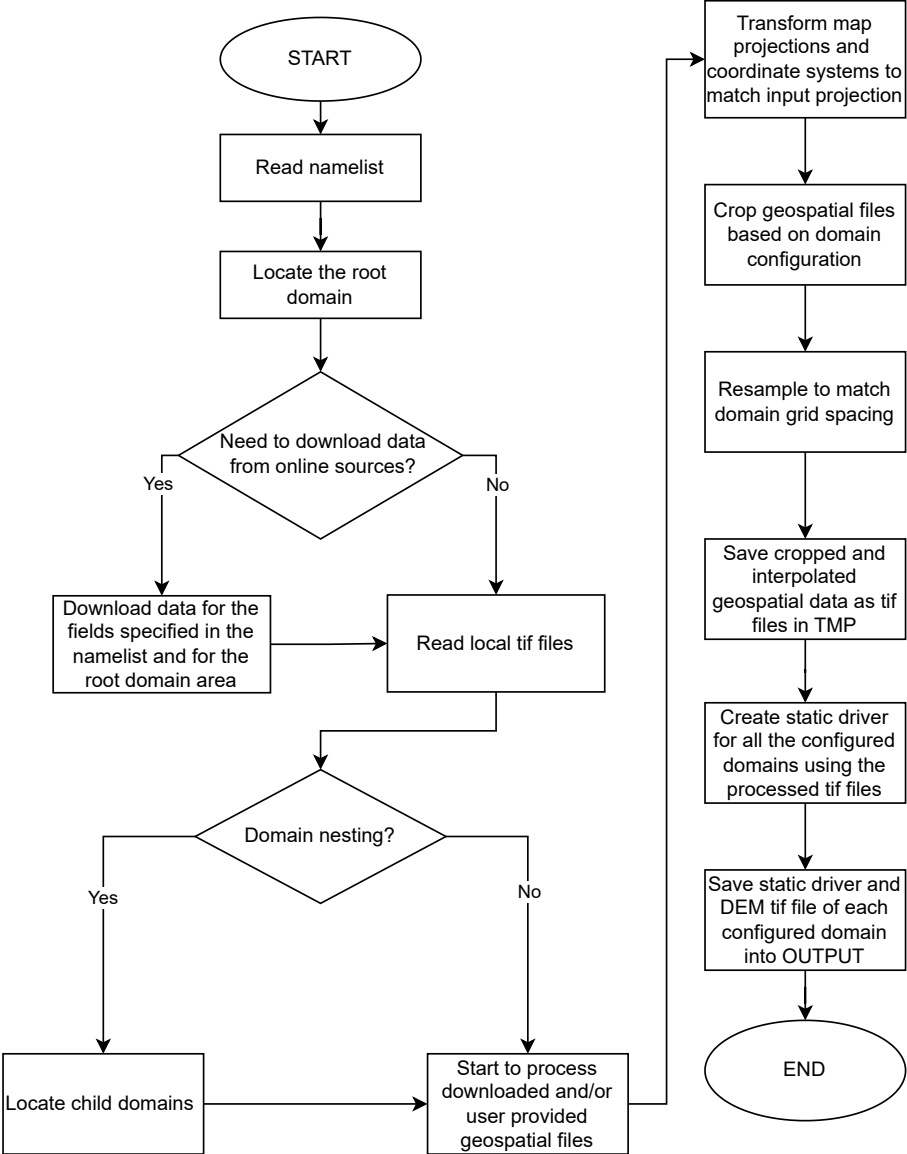 START
Read namelist
Locate the root
domain
Need to download data
from online sources?
Yes
No
Download data for the
fields specified in the
namelist and for the
root domain area
Read local tif files
Domain nesting?
Yes
No
Locate child domains
Start to process
downloaded and/or
user provided
geospatial files
Transform map
projections and
coordinate systems to
match input projection
Crop geospatial files
based on domain
configuration
Resample to match
domain grid spacing
Save cropped and
interpolated
geospatial data as tif
files in TMP
Create static driver
for all the configured
domains using the
processed tif files
Save static driver and
DEM tif file of each
configured domain
into OUTPUT
END